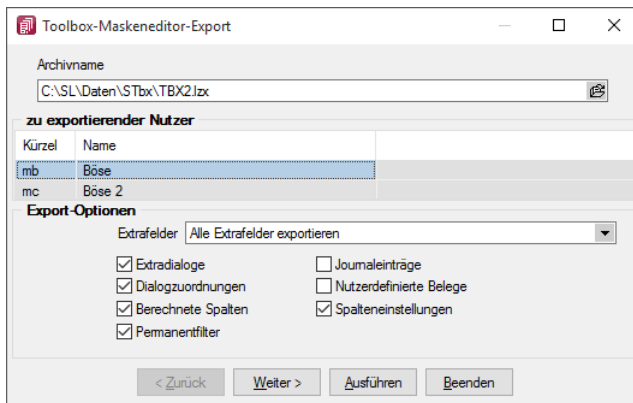 Toolbox-Maskeneditor-Export
Archivname
C:\SL\Daten\STbx\TBX2.lzx
zu exportierender Nutzer
Kürzel Name
mb Böse
mc Böse 2
Export-Optionen
Extrafelder Alle Extrafelder exportieren
Extradialoge Journaleinträge
Dialogzuordnungen Nutzerdefinierte Belege
Berechnete Spalten Spalteneinstellungen
Permanentfilter
< Zurück Weiter > Ausführen Beenden